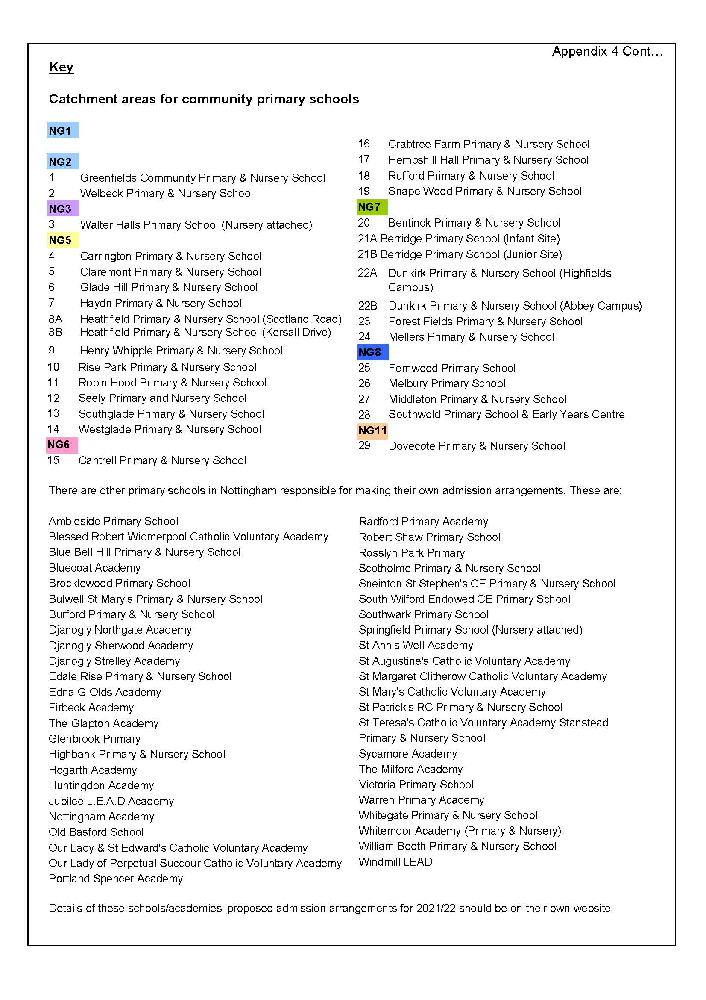 Appendix 4 Cont...
Key
Catchment areas for community primary schools
NG1
NG2
1 Greenfields Community Primary & Nursery School
2 Welbeck Primary & Nursery School
NG3
3 Walter Halls Primary School (Nursery attached)
NG5
4 Carrington Primary & Nursery School
5 Claremont Primary & Nursery School
6 Glade Hill Primary & Nursery School
7 Haydn Primary & Nursery School
8A Heathfield Primary & Nursery School (Scotland Road)
8B Heathfield Primary & Nursery School (Kersall Drive)
9 Henry Whipple Primary & Nursery School
10 Rise Park Primary & Nursery School
11 Robin Hood Primary & Nursery School
12 Seely Primary and Nursery School
13 Southglade Primary & Nursery School
14 Westglade Primary & Nursery School
NG6
15 Cantrell Primary & Nursery School
16 Crabtree Farm Primary & Nursery School
17 Hempshill Hall Primary & Nursery School
18 Rufford Primary & Nursery School
19 Snape Wood Primary & Nursery School
NG7
20 Bentinck Primary & Nursery School
21A Berridge Primary School (Infant Site)
21B Berridge Primary School (Junior Site)
22A Dunkirk Primary & Nursery School (Highfields
Campus)
22B Dunkirk Primary & Nursery School (Abbey Campus)
23 Forest Fields Primary & Nursery School
24 Mellers Primary & Nursery School
NG8
25 Fernwood Primary School
26 Melbury Primary School
27 Middleton Primary & Nursery School
28 Southwold Primary School & Early Years Centre
NG11
29 Dovecote Primary & Nursery School
There are other primary schools in Nottingham responsible for making their own admission arrangements. These are:
Ambleside Primary School
Blessed Robert Widmerpool Catholic Voluntary Academy
Blue Bell Hill Primary & Nursery School
Bluecoat Academy
Brocklewood Primary School
Bulwell St Mary's Primary & Nursery School
Burford Primary & Nursery School
Djanogly Northgate Academy
Djanogly Sherwood Academy
Djanogly Strelley Academy
Edale Rise Primary & Nursery School
Edna G Olds Academy
Firbeck Academy
The Glapton Academy
Glenbrook Primary
Highbank Primary & Nursery School
Hogarth Academy
Huntingdon Academy
Jubilee L.E.A.D Academy
Nottingham Academy
Old Basford School
Our Lady & St Edward's Catholic Voluntary Academy
Our Lady of Perpetual Succour Catholic Voluntary Academy
Portland Spencer Academy
Radford Primary Academy
Robert Shaw Primary School
Rosslyn Park Primary
Scotholme Primary & Nursery School
Sneinton St Stephen's CE Primary & Nursery School
South Wilford Endowed CE Primary School
Southwark Primary School
Springfield Primary School (Nursery attached)
St Ann's Well Academy
St Augustine's Catholic Voluntary Academy
St Margaret Clitherow Catholic Voluntary Academy
St Mary's Catholic Voluntary Academy
St Patrick's RC Primary & Nursery School
St Teresa's Catholic Voluntary Academy Stanstead
Primary & Nursery School
Sycamore Academy
The Milford Academy
Victoria Primary School
Warren Primary Academy
Whitegate Primary & Nursery School
Whitemoor Academy (Primary & Nursery)
William Booth Primary & Nursery School
Windmill LEAD
Details of these schools/academies' proposed admission arrangements for 2021/22 should be on their own website.